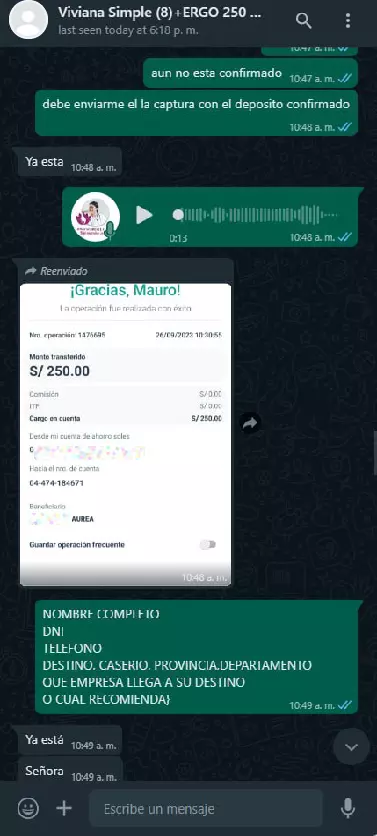 Viviana Simple (8)+ERGO 250 ...
last seen today at 6:18 p. m.
10:47 a. m.
aun no esta confirmado 10:47 a. m.
debe enviarme el la captura con el deposito confirmado
10:48 a. m.
Ya esta 10:48 a. m.
0:13 10:48 a. m.
Reenviado
¡Gracias, Mauro!
La operación fue realizada con éxito
Nro. operación: 1476695 26/09/2023 10:30:55
Monto transferido
S/ 250.00
Comisión S/ 0.00
ITF S/ 0.00
Cargo en cuenta S/ 250.00
Desde mi cuenta de ahorro soles
Hacia el nro. de cuenta
04-474-184671
Beneficiario
AUREA
Guardar operación frecuente
10:48 a. m.
NOMBRE COMPLETO
DNI
TELEFONO
DESTINO, CASERIO, PROVINCIA,DEPARTAMENTO
QUE EMPRESA LLEGA A SU DESTINO
O CUAL RECOMIENDA}
10:49 a. m.
Ya está 10:49 a. m.
Señora 10:49 a. m.
Escribe un mensaje